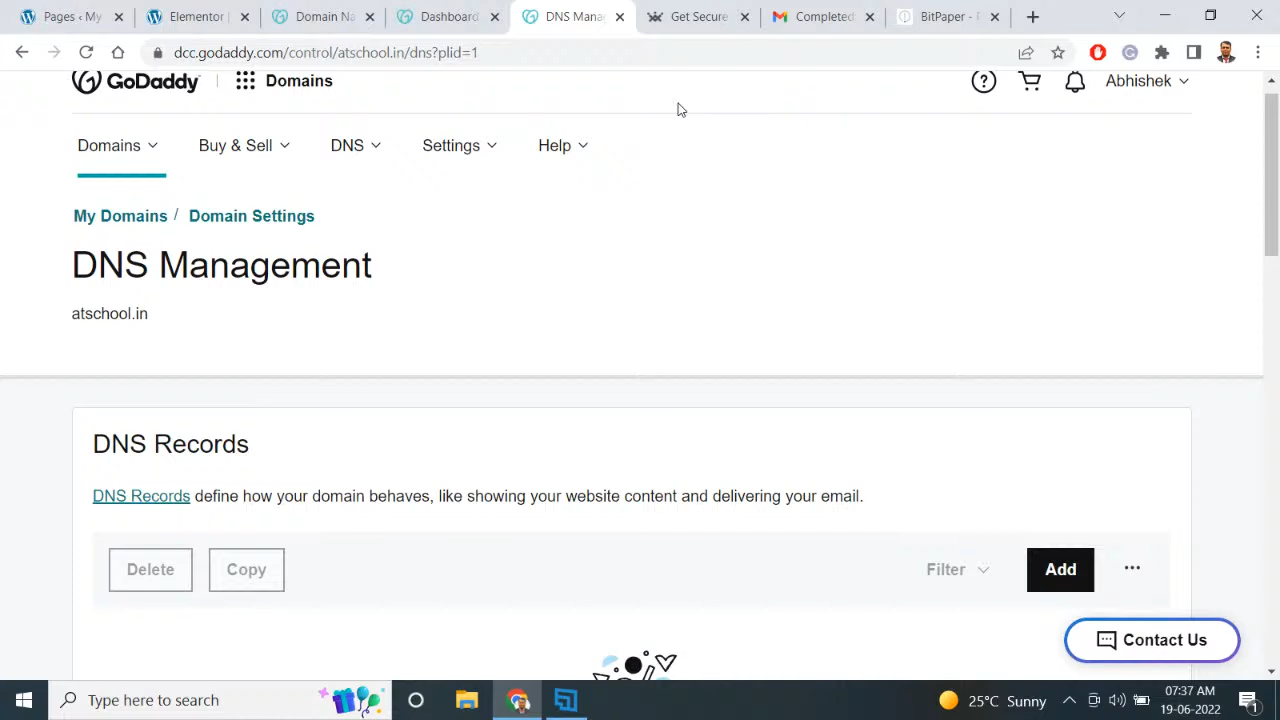 Pages ‹ My
Elementor ‹
Domain Na
Dashboard
DNS Mana
Get Secure
Completed
BitPaper -
dcc.godaddy.com/control/atschool.in/dns?plid=1
GoDaddy
Domains
Abhishek
Domains
Buy & Sell
DNS
Settings
Help
My Domains / Domain Settings
DNS Management
atschool.in
DNS Records
DNS Records define how your domain behaves, like showing your website content and delivering your email.
Delete
Copy
Filter
Add
Contact Us
Type here to search
25°C Sunny
07:37 AM
19-06-2022
1